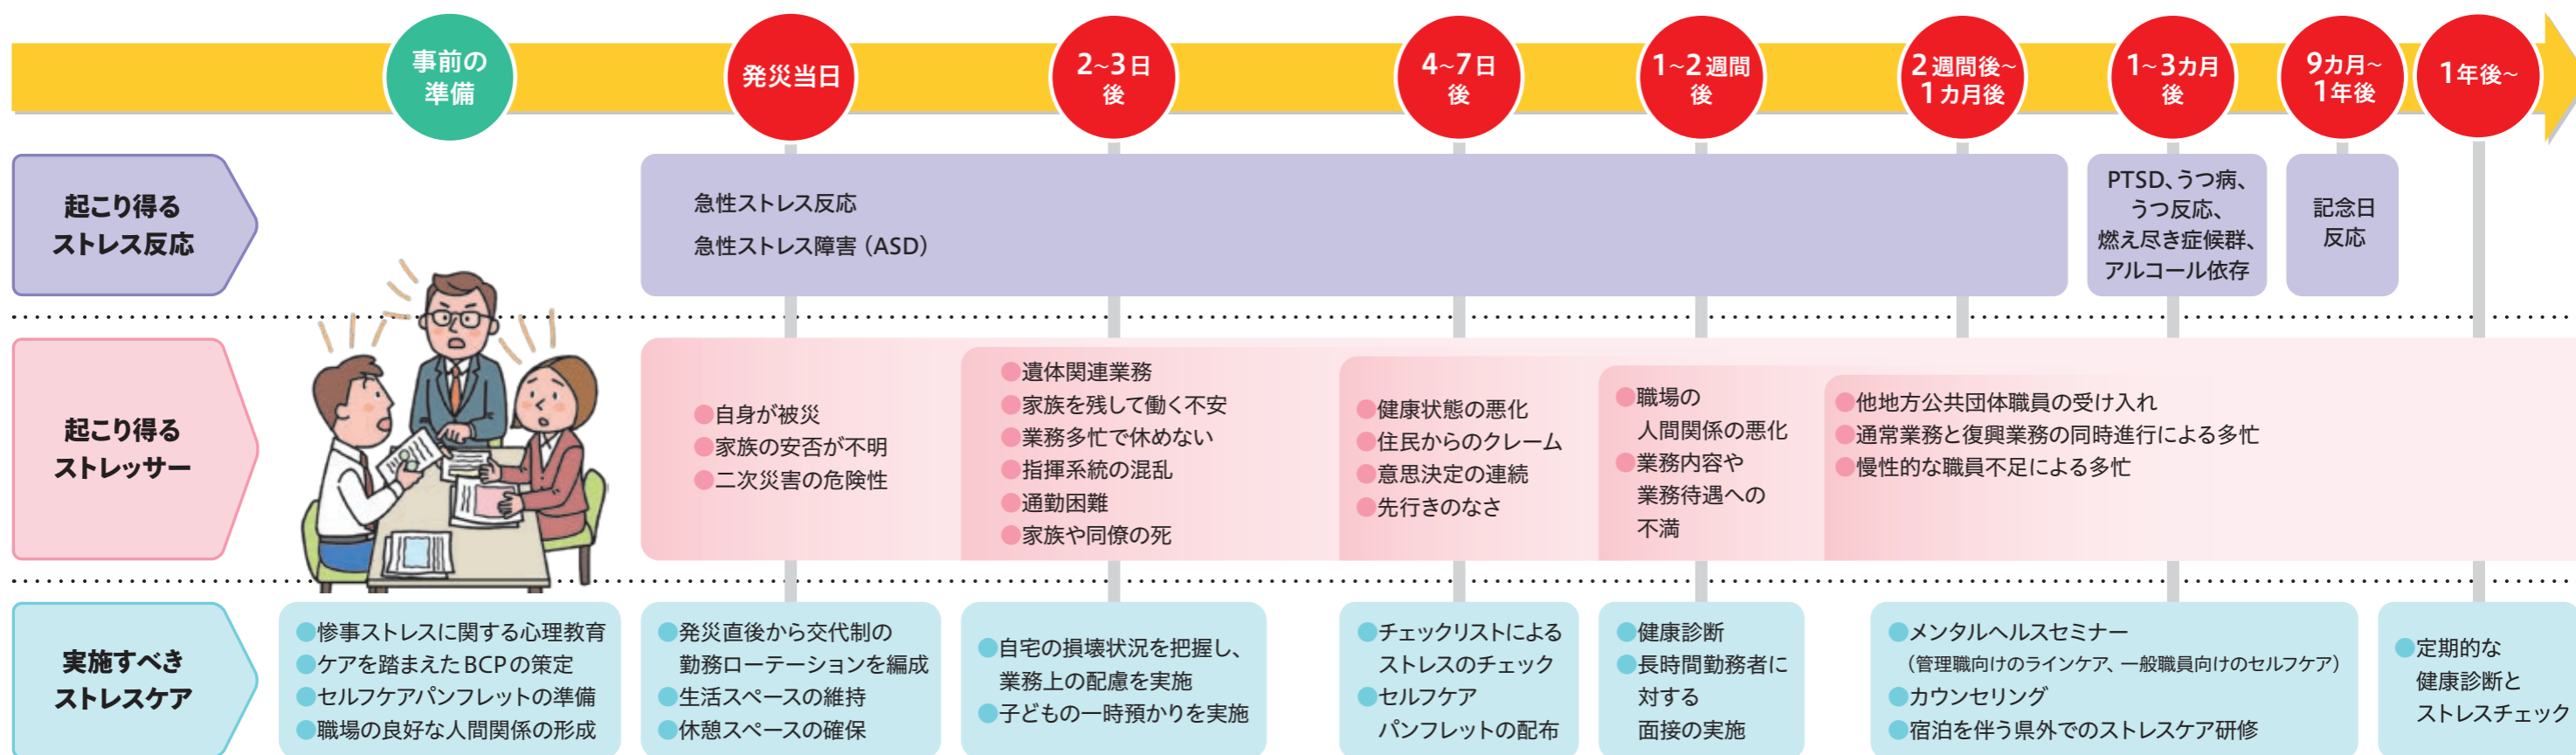 事前の
準備
発災当日
2~3日
後
4~7日
後
1~2週間
後
2週間後~
1カ月後
1~3カ月
後
9カ月~
1年後
1年後~
起こり得る
ストレス反応
急性ストレス反応
急性ストレス障害（ASD）
PTSD、うつ病、
うつ反応、
燃え尽き症候群、
アルコール依存
記念日
反応
起こり得る
ストレッサー
●自身が被災
●家族の安否が不明
●二次災害の危険性
●遺体関連業務
●家族を残して働く不安
●業務多忙で休めない
●指揮系統の混乱
●通勤困難
●家族や同僚の死
●健康状態の悪化
●住民からのクレーム
●意思決定の連続
●先行きのなさ
●職場の
人間関係の悪化
●業務内容や
業務待遇への
不満
●他地方公共団体職員の受け入れ
●通常業務と復興業務の同時進行による多忙
●慢性的な職員不足による多忙
実施すべき
ストレスケア
●惨事ストレスに関する心理教育
●ケアを踏まえたBCPの策定
●セルフケアパンフレットの準備
●職場の良好な人間関係の形成
●発災直後から交代制の
勤務ローテーションを編成
●生活スペースの維持
●休憩スペースの確保
●自宅の損壊状況を把握し、
業務上の配慮を実施
●子どもの一時預かりを実施
●チェックリストによる
ストレスのチェック
●セルフケア
パンフレットの配布
●健康診断
●長時間勤務者に
対する
面接の実施
●メンタルヘルスセミナー
（管理職向けのラインケア、一般職員向けのセルフケア）
●カウンセリング
●宿泊を伴う県外でのストレスケア研修
●定期的な
健康診断と
ストレスチェック